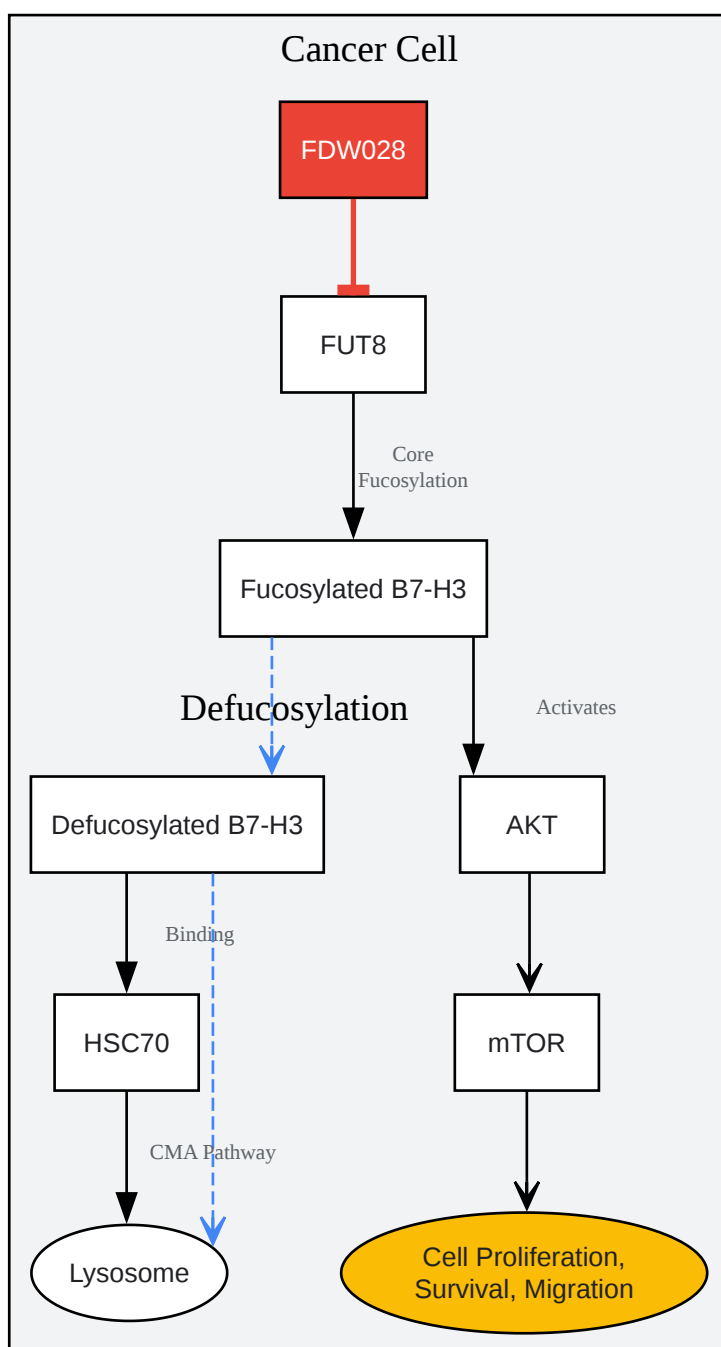 Cancer Cell
FDW028
FUT8
Core
Fucosylation
Fucosylated B7-H3
Defucosylation
Activates
Defucosylated B7-H3
AKT
Binding
HSC70
mTOR
CMA Pathway
Lysosome
Cell Proliferation,
Survival, Migration